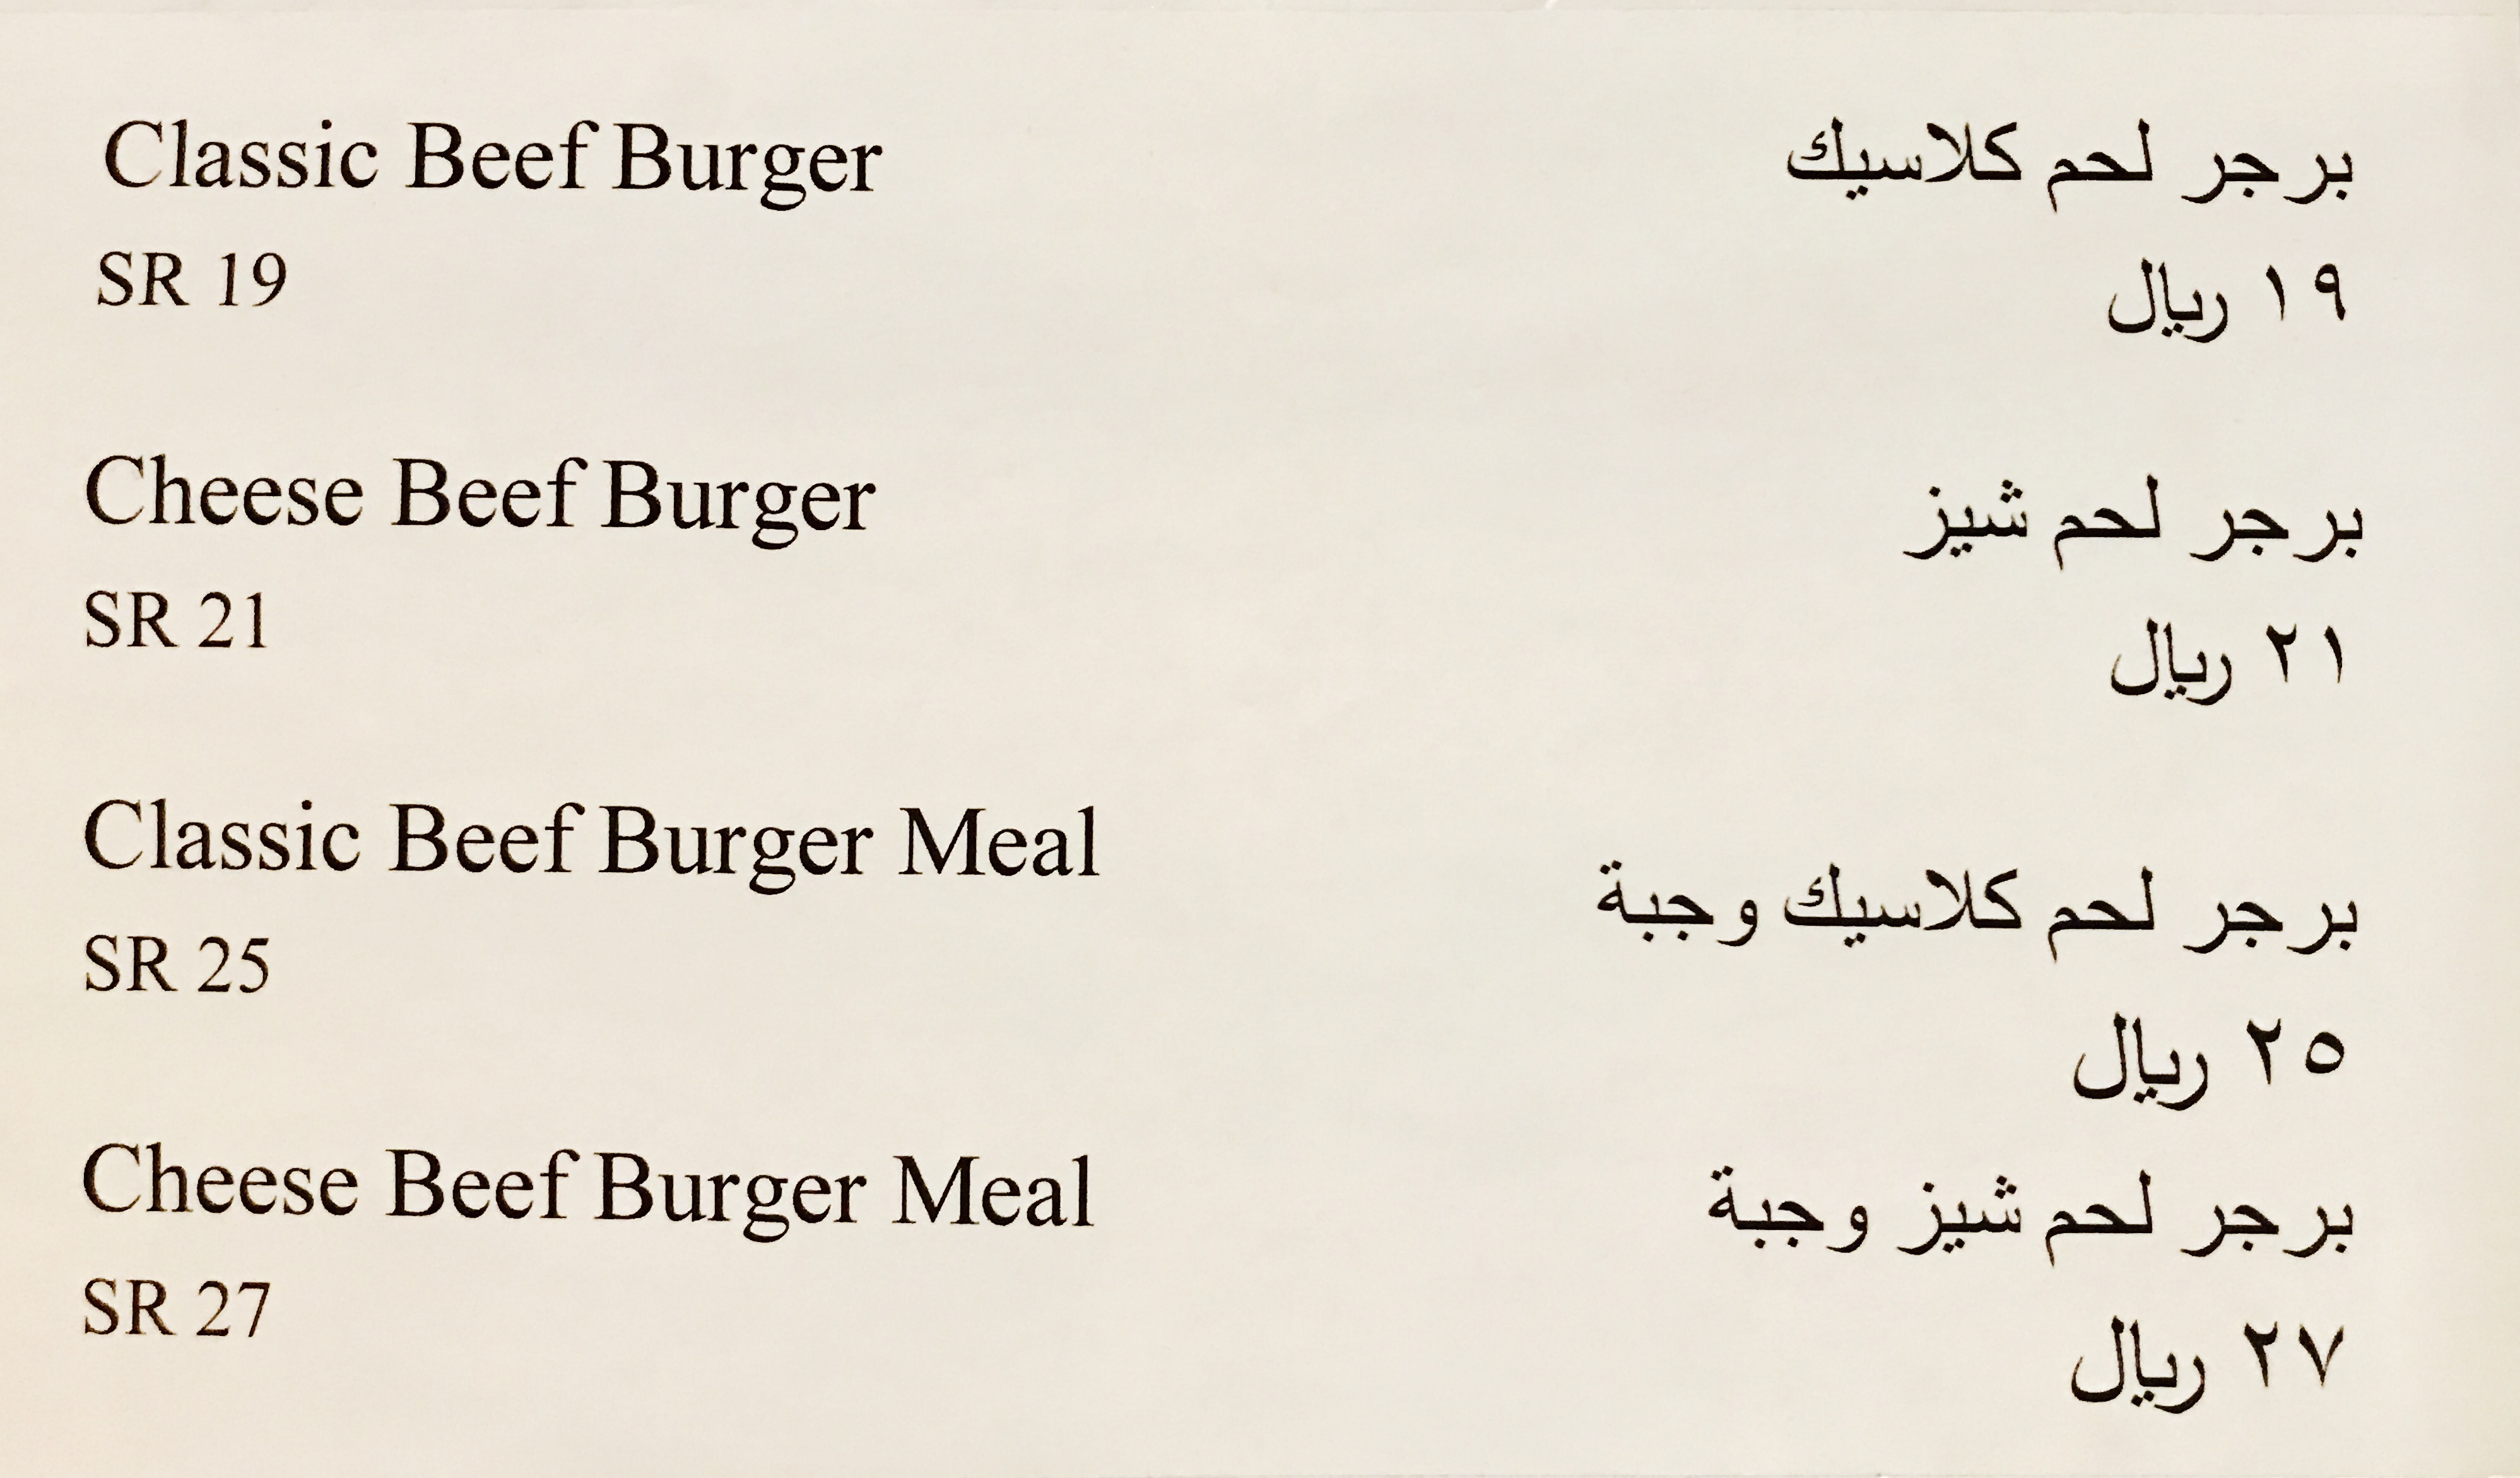 Classic Beef Burger
برجر لحم كلاسيك
SR 19
١٩ ريال
Cheese Beef Burger
برجر لحم شيز
SR 21
٢١ ريال
Classic Beef Burger Meal
برجر لحم كلاسيك وجبة
SR 25
٢٥ ريال
Cheese Beef Burger Meal
برجر لحم شيز وجبة
SR 27
٢٧ ريال